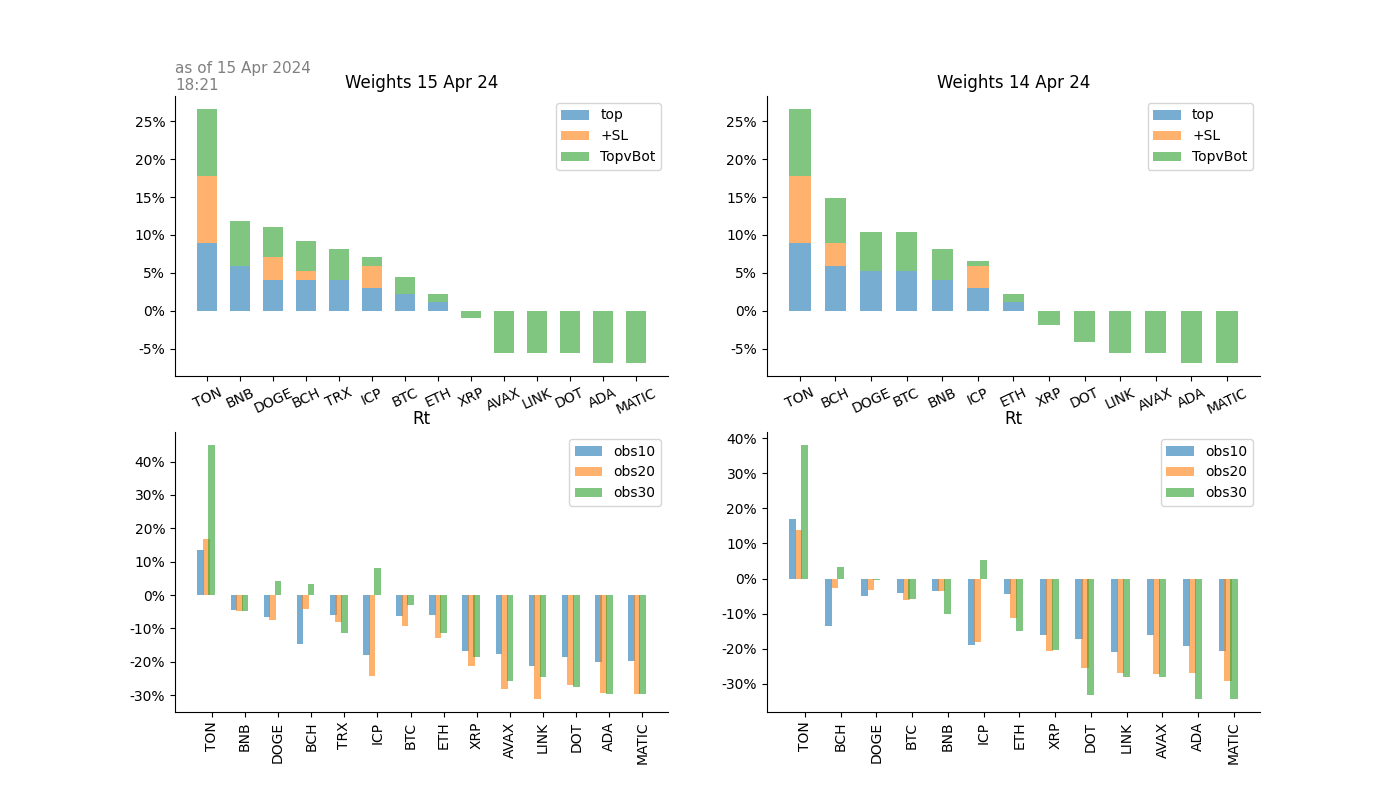 as of 15 Apr 2024
18:21
Weights 15 Apr 24
25%
20%
15%
10%
5%
0%
-5%
top
+SL
TopvBot
TON BNB DOGE BCH TRX ICP BTC ETH XRP AVAX LINK DOT ADA MATIC
Weights 14 Apr 24
25%
20%
15%
10%
5%
0%
-5%
top
+SL
TopvBot
TON BCH DOGE BTC BNB ICP ETH XRP DOT LINK AVAX ADA MATIC
Rt
40%
30%
20%
10%
0%
-10%
-20%
-30%
obs10
obs20
obs30
TON BNB DOGE BCH TRX ICP BTC ETH XRP AVAX LINK DOT ADA MATIC
Rt
40%
30%
20%
10%
0%
-10%
-20%
-30%
obs10
obs20
obs30
TON BCH DOGE BTC BNB ICP ETH XRP DOT LINK AVAX ADA MATIC